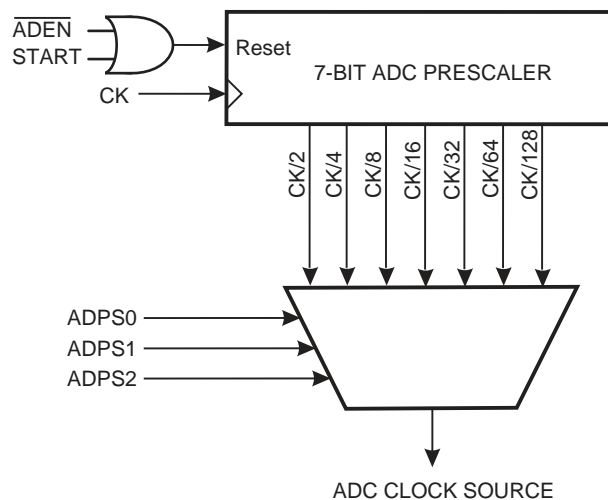 ADEN
START
Reset
7-BIT ADC PRESCALER
CK
CK/2
CK/4
CK/8
CK/16
CK/32
CK/64
CK/128
ADPS0
ADPS1
ADPS2
ADC CLOCK SOURCE